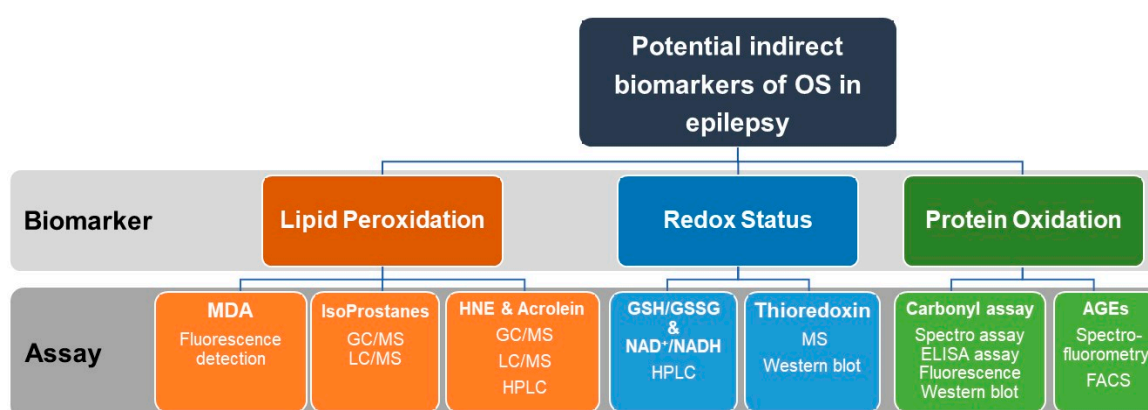 Potential indirect
biomarkers of OS in
epilepsy
Biomarker
Lipid Peroxidation
Redox Status
Protein Oxidation
Assay
MDA
Fluorescence
detection
IsoProstanes
GC/MS
LC/MS
HNE & Acrolein
GC/MS
LC/MS
HPLC
GSH/GSSG
&
NAD⁺/NADH
HPLC
Thioredoxin
MS
Western blot
Carbonyl assay
Spectro assay
ELISA assay
Fluorescence
Western blot
AGEs
Spectro-
fluorometry
FACS